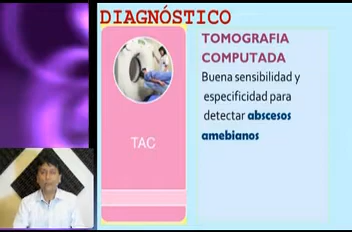 DIAGNÓSTICO
TOMOGRAFIA
COMPUTADA
Buena sensibilidad y
especificidad para
detectar abscesos
amebianos
TAC